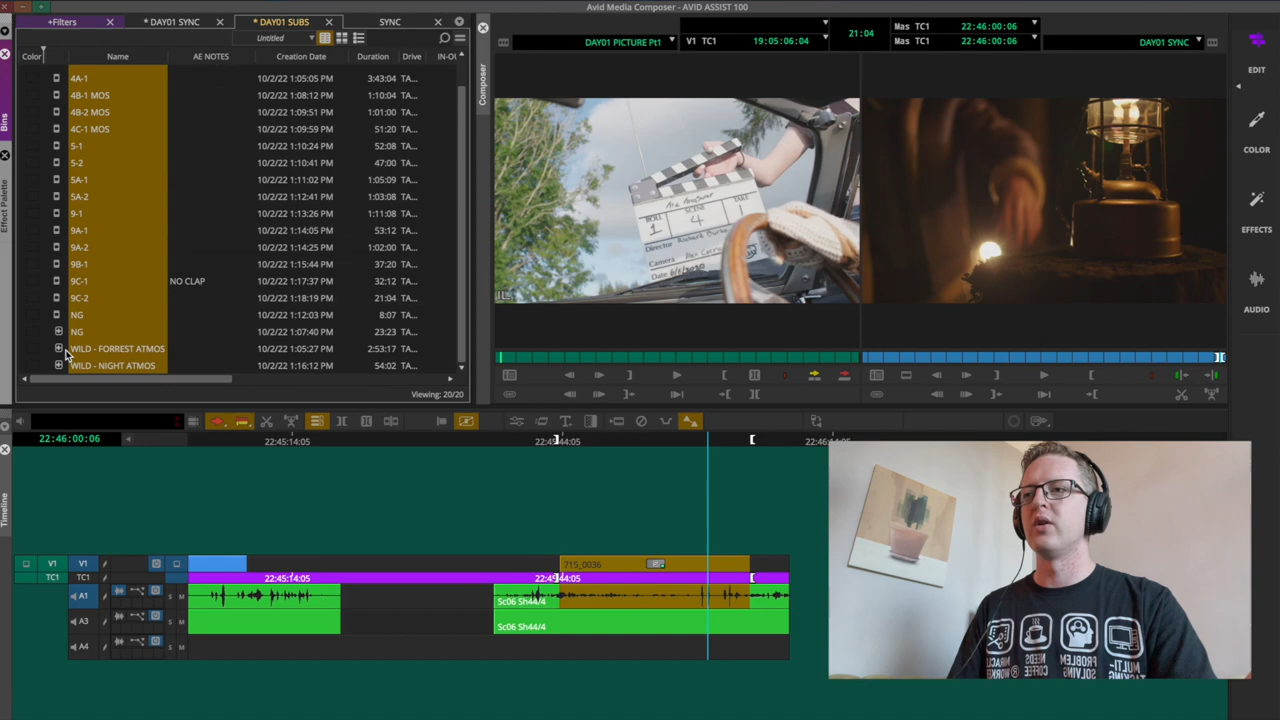 Avid Media Composer - AVID ASSIST 100
+Filters
* DAY01 SYNC
* DAY01 SUBS
SYNC
Untitled
Color Name AE NOTES Creation Date Duration Drive IN-OU
4A-1 10/2/22 1:05:05 PM 3:43:04 TA...
4B-1 MOS 10/2/22 1:08:12 PM 1:10:04 TA...
4B-2 MOS 10/2/22 1:09:51 PM 1:01:00 TA...
4C-1 MOS 10/2/22 1:09:59 PM 51:20 TA...
5-1 10/2/22 1:10:24 PM 52:08 TA...
5-2 10/2/22 1:10:41 PM 47:00 TA...
5A-1 10/2/22 1:11:02 PM 1:05:09 TA...
5A-2 10/2/22 1:12:41 PM 1:03:08 TA...
9-1 10/2/22 1:13:26 PM 1:11:08 TA...
9A-1 10/2/22 1:14:05 PM 53:12 TA...
9A-2 10/2/22 1:14:25 PM 1:02:00 TA...
9B-1 10/2/22 1:15:44 PM 37:20 TA...
9C-1 NO CLAP 10/2/22 1:17:37 PM 32:12 TA...
9C-2 10/2/22 1:18:19 PM 21:04 TA...
NG 10/2/22 1:12:03 PM 8:07 TA...
NG 10/2/22 1:07:40 PM 23:23 TA...
WILD - FORREST ATMOS 10/2/22 1:05:27 PM 2:53:17 TA...
WILD - NIGHT ATMOS 10/2/22 1:16:12 PM 54:02 TA...
Viewing: 20/20
Bins
Effect Palette
Composer
DAY01 PICTURE Pt1
V1 TC1 19:05:06:04
21:04
Mas TC1 22:46:00:06
Mas TC1 22:46:00:06
DAY01 SYNC
ROLL SCENE TAKE
1 4 1
Director
Camera
EDIT
COLOR
EFFECTS
AUDIO
Timeline
22:46:00:06
22:45:14:05
22:46:14:05
V1 V1 715_0036
TC1 TC1 22:45:14:05
A1 Sc06 Sh44/4
A3 S M Sc06 Sh44/4
A4 S M